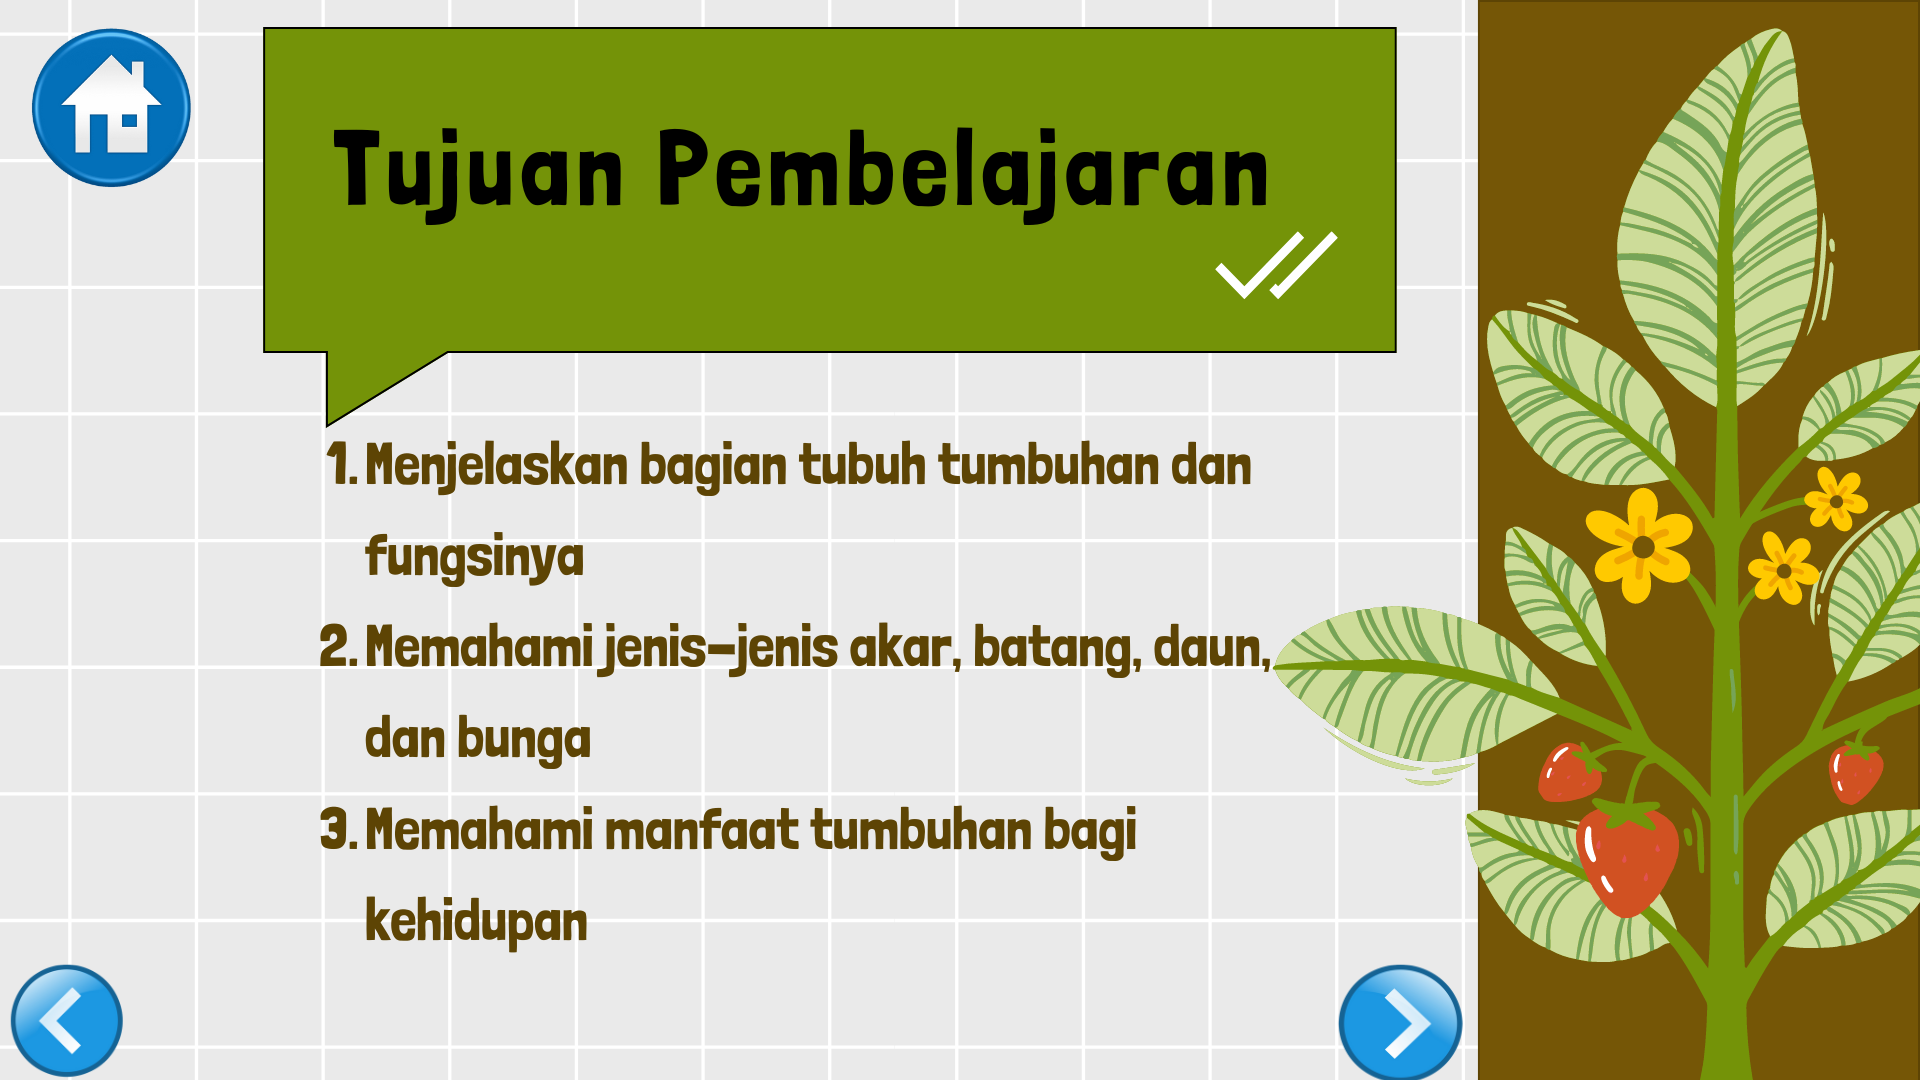 Tujuan Pembelajaran
1. Menjelaskan bagian tubuh tumbuhan dan
fungsinya
2. Memahami jenis-jenis akar, batang, daun,
dan bunga
3. Memahami manfaat tumbuhan bagi
kehidupan